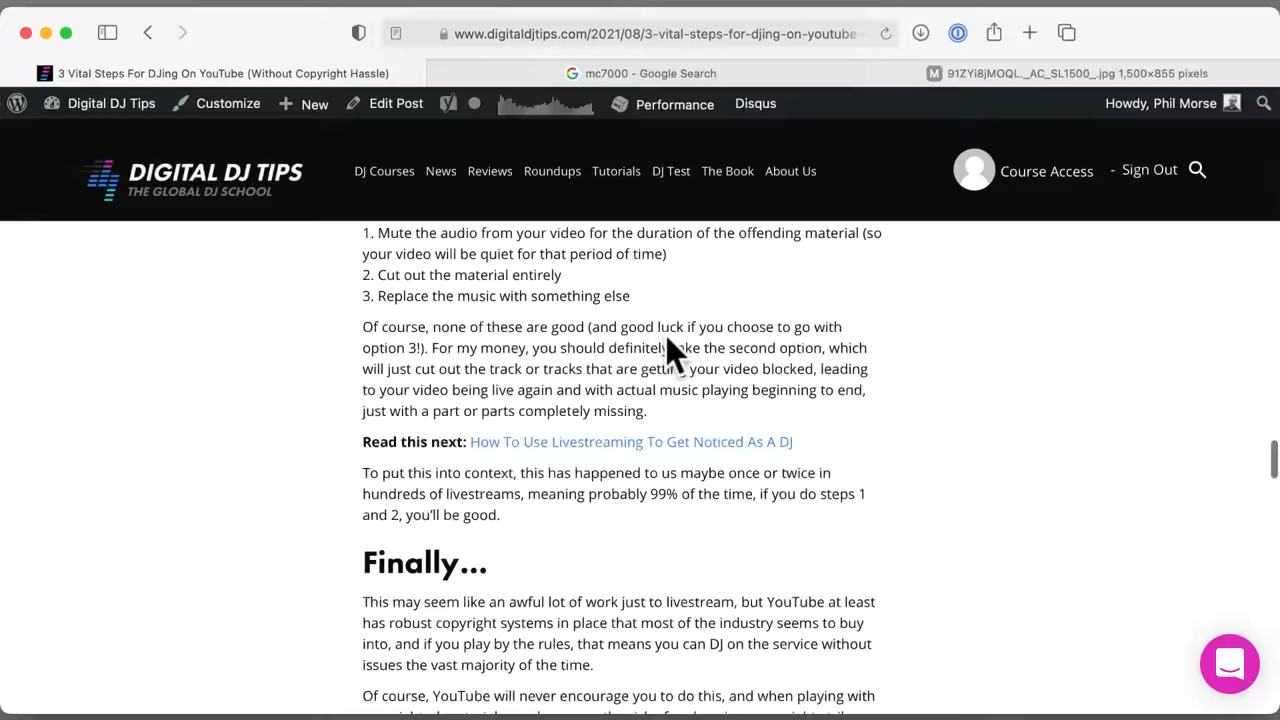 www.digitaldjtips.com/2021/08/3-vital-steps-for-djing-on-youtube-
3 Vital Steps For DJing On YouTube (Without Copyright Hassle)
mc7000 - Google Search
91ZYi8jMOQL._AC_SL1500_.jpg 1,500×855 pixels
Digital DJ Tips
Customize
New
Edit Post
Performance
Disqus
Howdy, Phil Morse
DIGITAL DJ TIPS
THE GLOBAL DJ SCHOOL
DJ Courses
News
Reviews
Roundups
Tutorials
DJ Test
The Book
About Us
Course Access
- Sign Out
1. Mute the audio from your video for the duration of the offending material (so
your video will be quiet for that period of time)
2. Cut out the material entirely
3. Replace the music with something else
Of course, none of these are good (and good luck if you choose to go with
option 3!). For my money, you should definitely the second option, which
will just cut out the track or tracks that are your video blocked, leading
to your video being live again and with actual music playing beginning to end,
just with a part or parts completely missing.
Read this next: How To Use Livestreaming To Get Noticed As A DJ
To put this into context, this has happened to us maybe once or twice in
hundreds of livestreams, meaning probably 99% of the time, if you do steps 1
and 2, you'll be good.
Finally...
This may seem like an awful lot of work just to livestream, but YouTube at least
has robust copyright systems in place that most of the industry seems to buy
into, and if you play by the rules, that means you can DJ on the service without
issues the vast majority of the time.
Of course, YouTube will never encourage you to do this, and when playing with